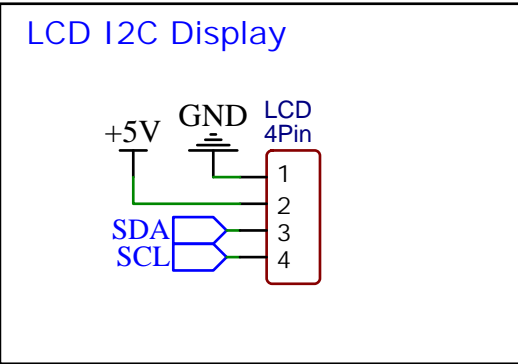 LCD I2C Display
LCD
4Pin
GND
+5V
1
2
SDA 3
SCL 4